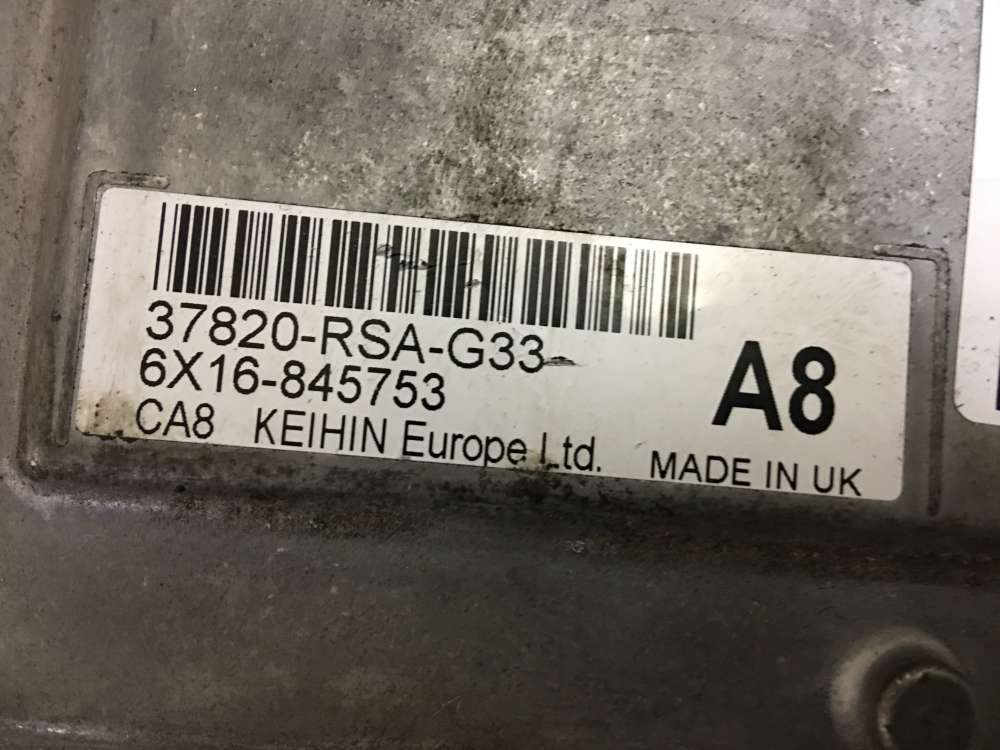 37820-RSA-G33
6X16-845753
A8
CA8 KEIHIN Europe Ltd. MADE IN UK